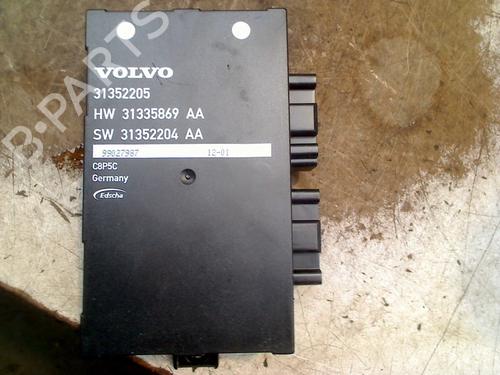 B-PARTS
VOLVO
31352205
HW 31335869 AA
SW 31352204 AA
99027987 12-01
C8P5C
Germany
Edscha